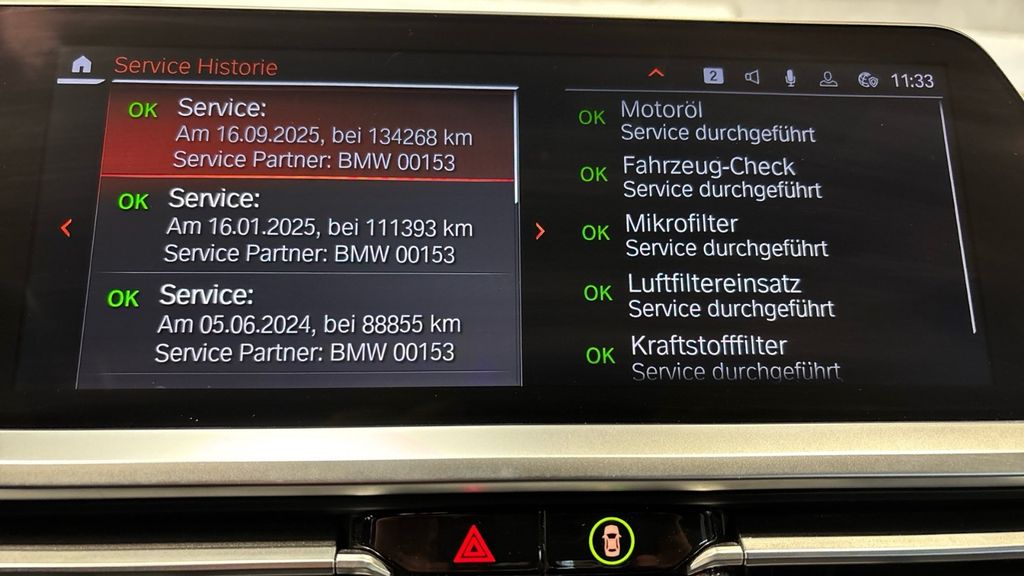 Service Historie
2
11:33
OK Service:
Am 16.09.2025, bei 134268 km
Service Partner: BMW 00153
OK Service:
Am 16.01.2025, bei 111393 km
Service Partner: BMW 00153
OK Service:
Am 05.06.2024, bei 88855 km
Service Partner: BMW 00153
OK Motoröl
Service durchgeführt
OK Fahrzeug-Check
Service durchgeführt
OK Mikrofilter
Service durchgeführt
OK Luftfiltereinsatz
Service durchgeführt
OK Kraftstofffilter
Service durchgeführt